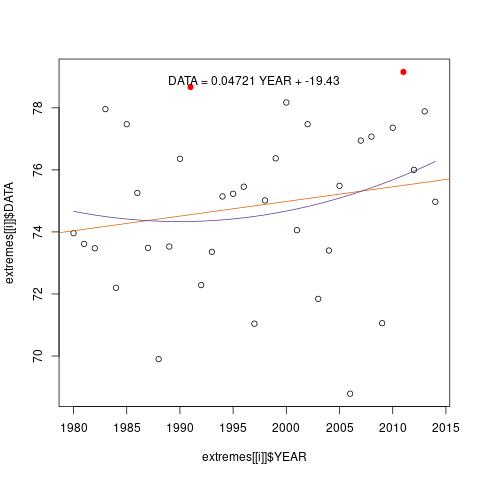 DATA = 0.04721 YEAR + -19.43
78
76
74
72
70
extremes[[i]]$DATA
1980 1985 1990 1995 2000 2005 2010 2015
extremes[[i]]$YEAR